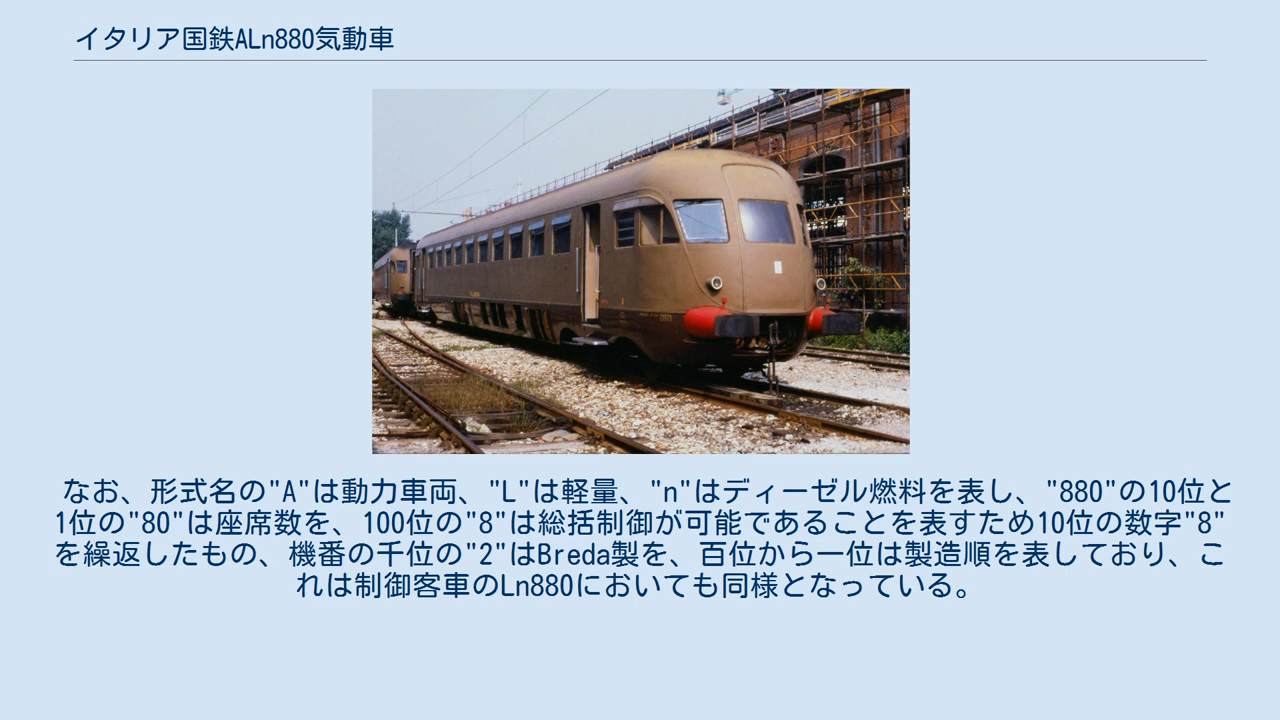 イタリア国鉄ALn880気動車
なお、形式名の"A"は動力車両、"L"は軽量、"n"はディーゼル燃料を表し、"880"の10位と
1位の"80"は座席数を、100位の"8"は総括制御が可能であることを表すため10位の数字"8"
を繰返したもの、機番の千位の"2"はBreda製を、百位から一位は製造順を表しており、こ
れは制御客車のLn880においても同様となっている。